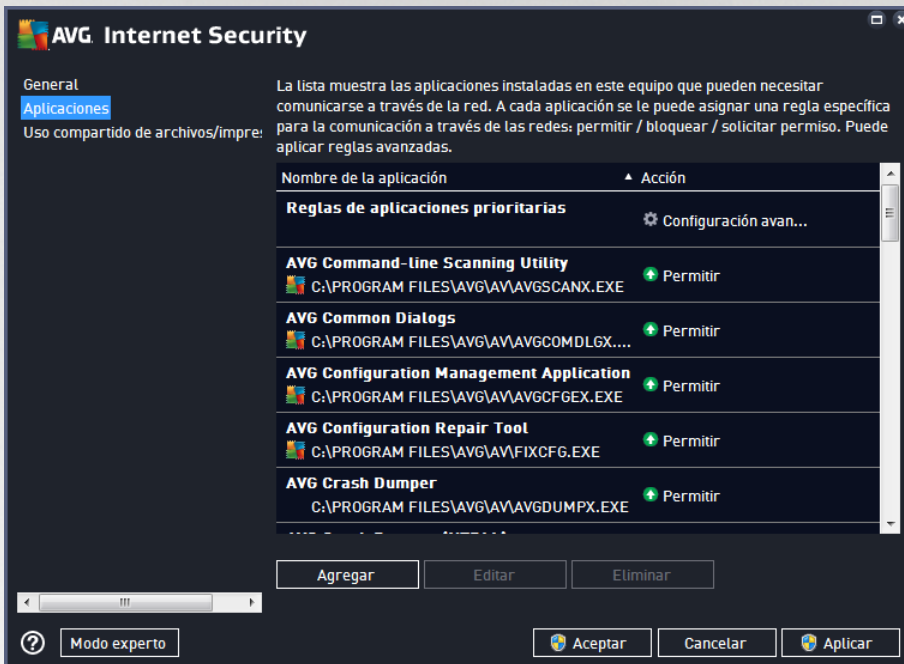 AVG Internet Security
General
Aplicaciones
Uso compartido de archivos/impre
La lista muestra las aplicaciones instaladas en este equipo que pueden necesitar
comunicarse a través de la red. A cada aplicación se le puede asignar una regla específica
para la comunicación a través de las redes: permitir / bloquear / solicitar permiso. Puede
aplicar reglas avanzadas.
Nombre de la aplicación Acción
Reglas de aplicaciones prioritarias
Configuración avan...
AVG Command-line Scanning Utility
C:\PROGRAM FILES\AVG\AV\AVGSCANX.EXE
Permitir
AVG Common Dialogs
C:\PROGRAM FILES\AVG\AV\AVGCOMDLGX....
Permitir
AVG Configuration Management Application
C:\PROGRAM FILES\AVG\AV\AVGCFGEX.EXE
Permitir
AVG Configuration Repair Tool
C:\PROGRAM FILES\AVG\AV\FIXCFG.EXE
Permitir
AVG Crash Dumper
C:\PROGRAM FILES\AVG\AV\AVGDUMPX.EXE
Permitir
Agregar Editar Eliminar
Modo experto Aceptar Cancelar Aplicar